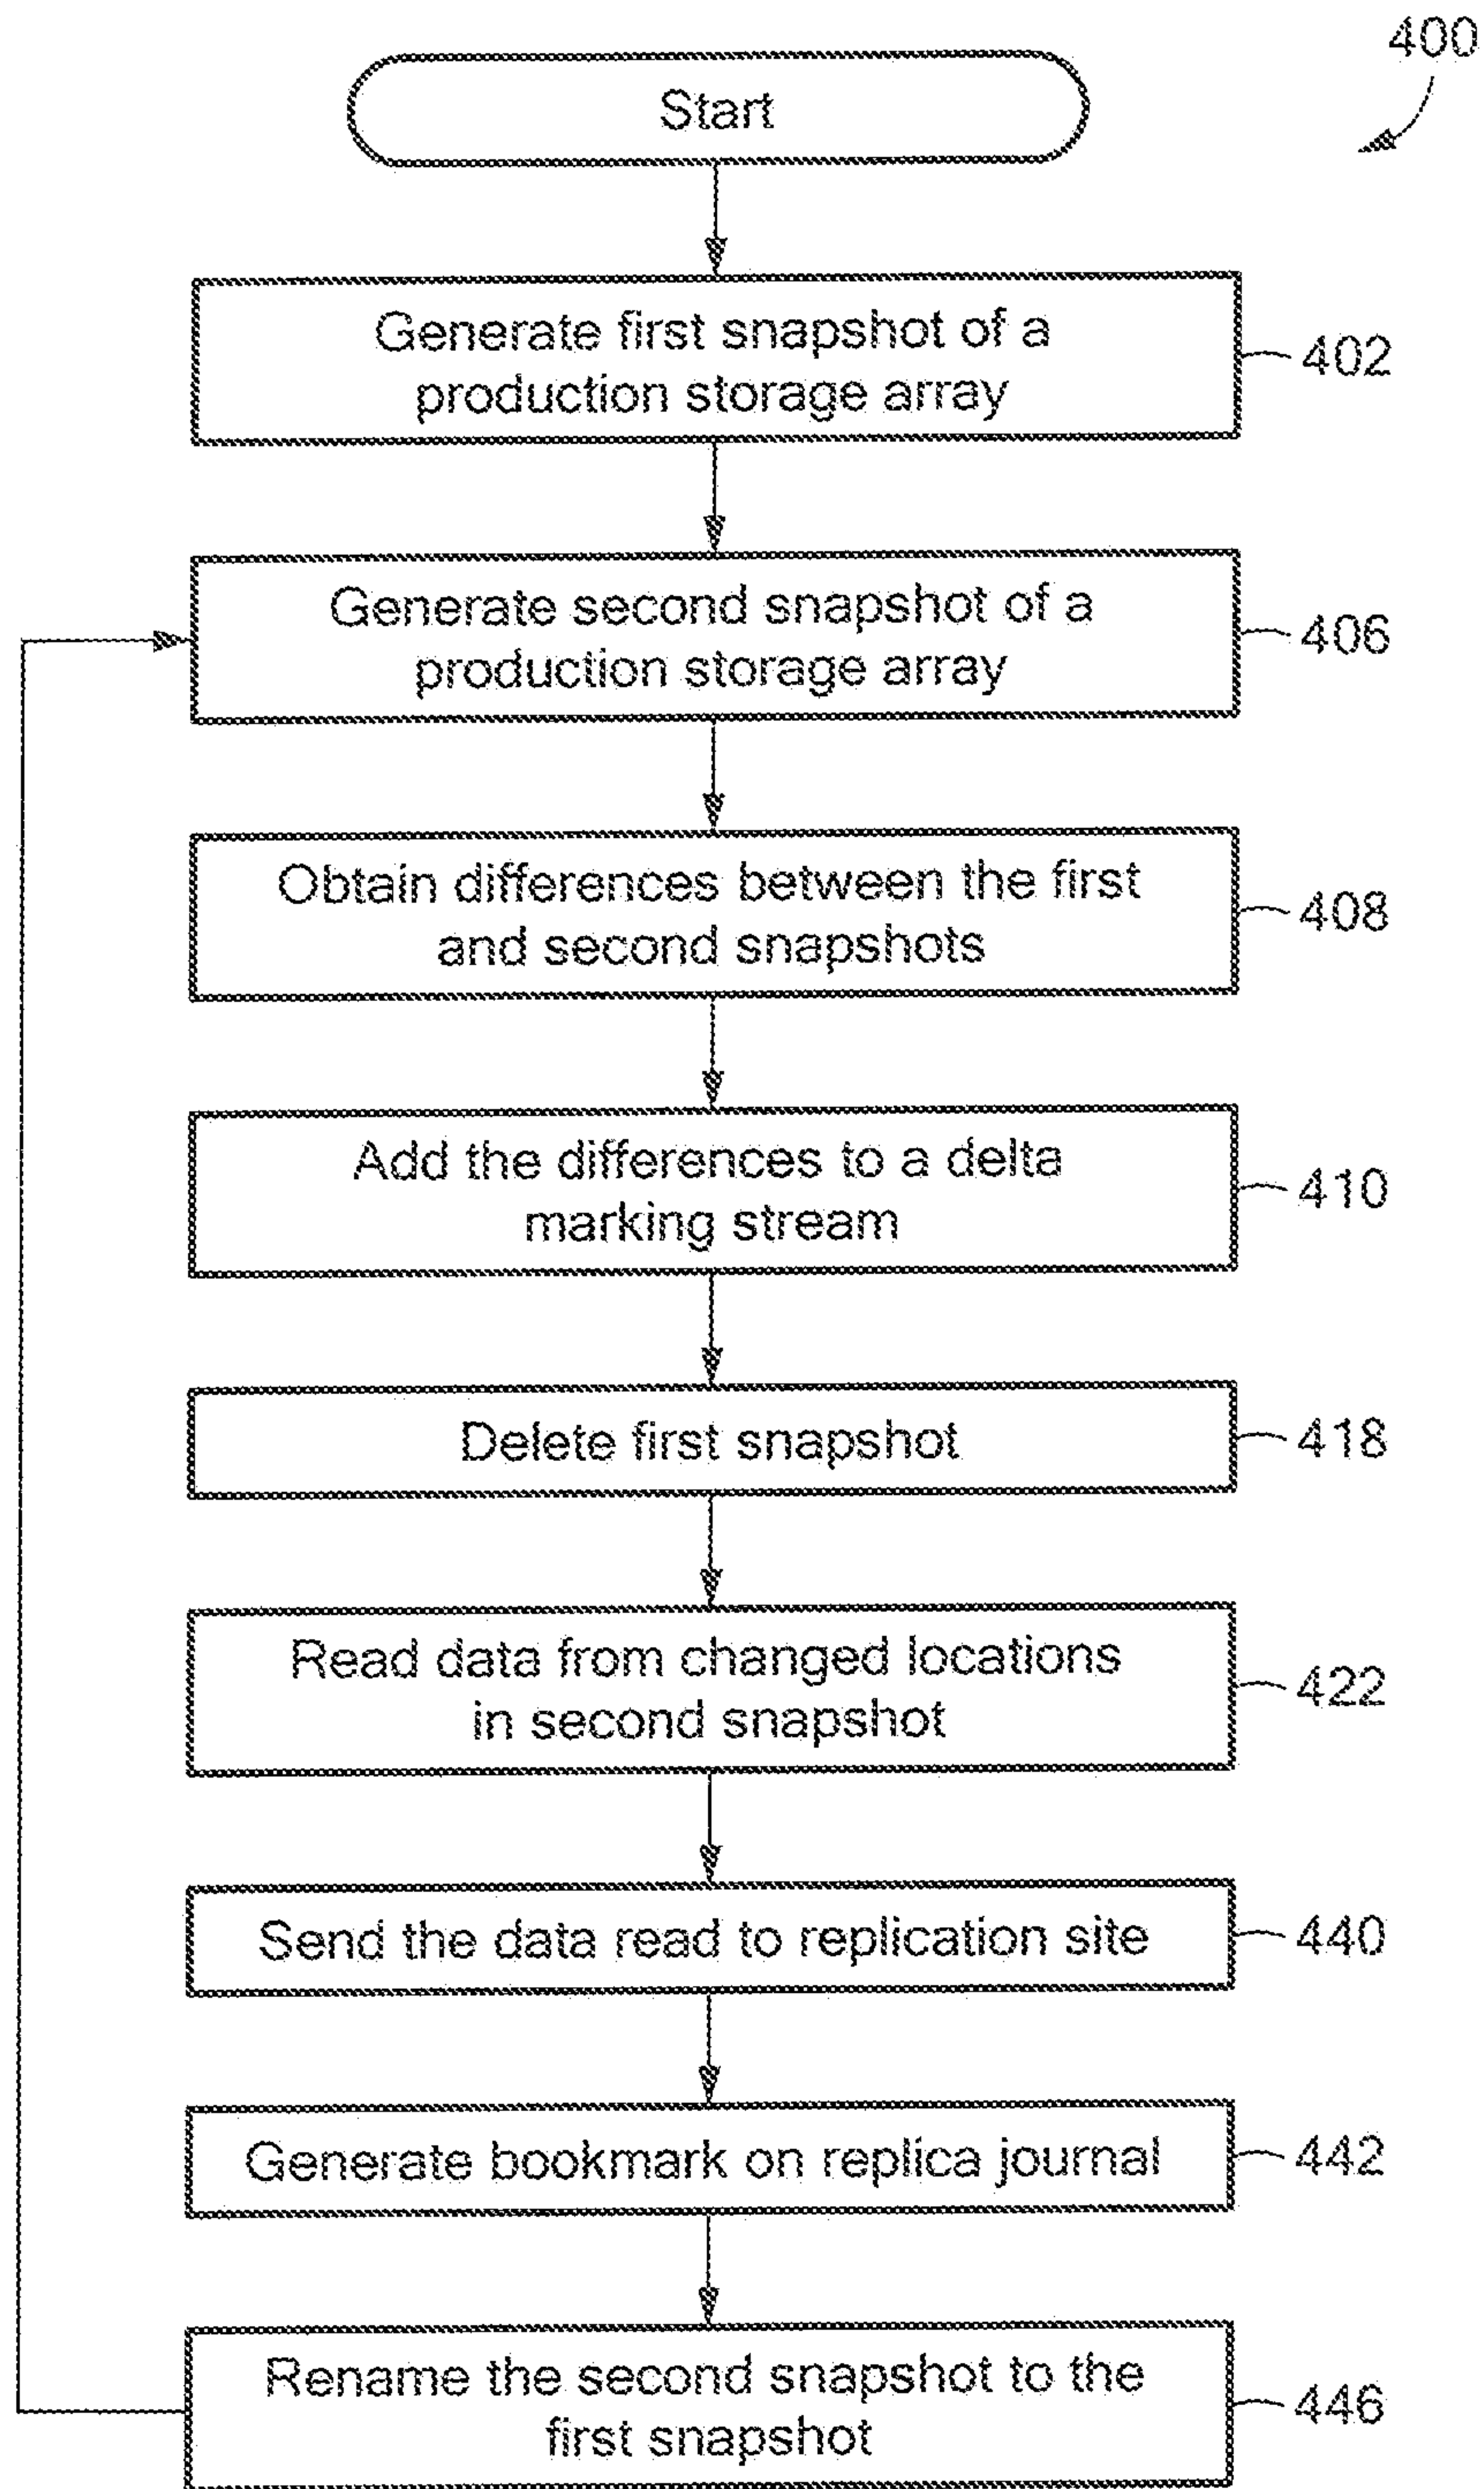 400
Start
Generate first snapshot of a
production storage array
402
Generate second snapshot of a
production storage array
406
Obtain differences between the first
and second snapshots
408
Add the differences to a delta
marking stream
410
Delete first snapshot
418
Read data from changed locations
in second snapshot
422
Send the data read to replication site
440
Generate bookmark on replica journal
442
Rename the second snapshot to the
first snapshot
446